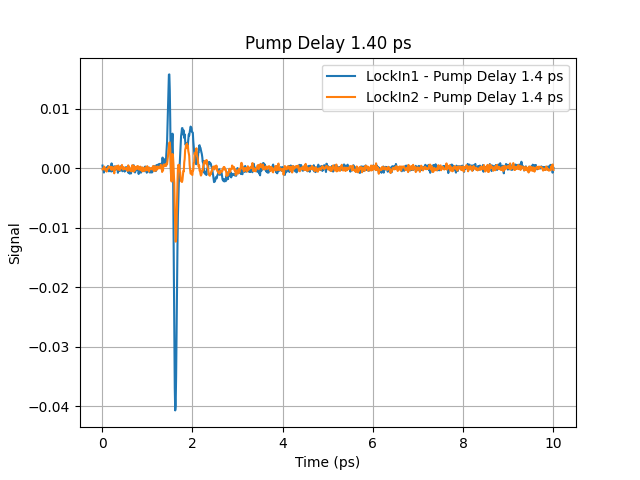 Pump Delay 1.40 ps
LockIn1 - Pump Delay 1.4 ps
LockIn2 - Pump Delay 1.4 ps
0.01
0.00
−0.01
−0.02
−0.03
−0.04
Signal
0 2 4 6 8 10
Time (ps)